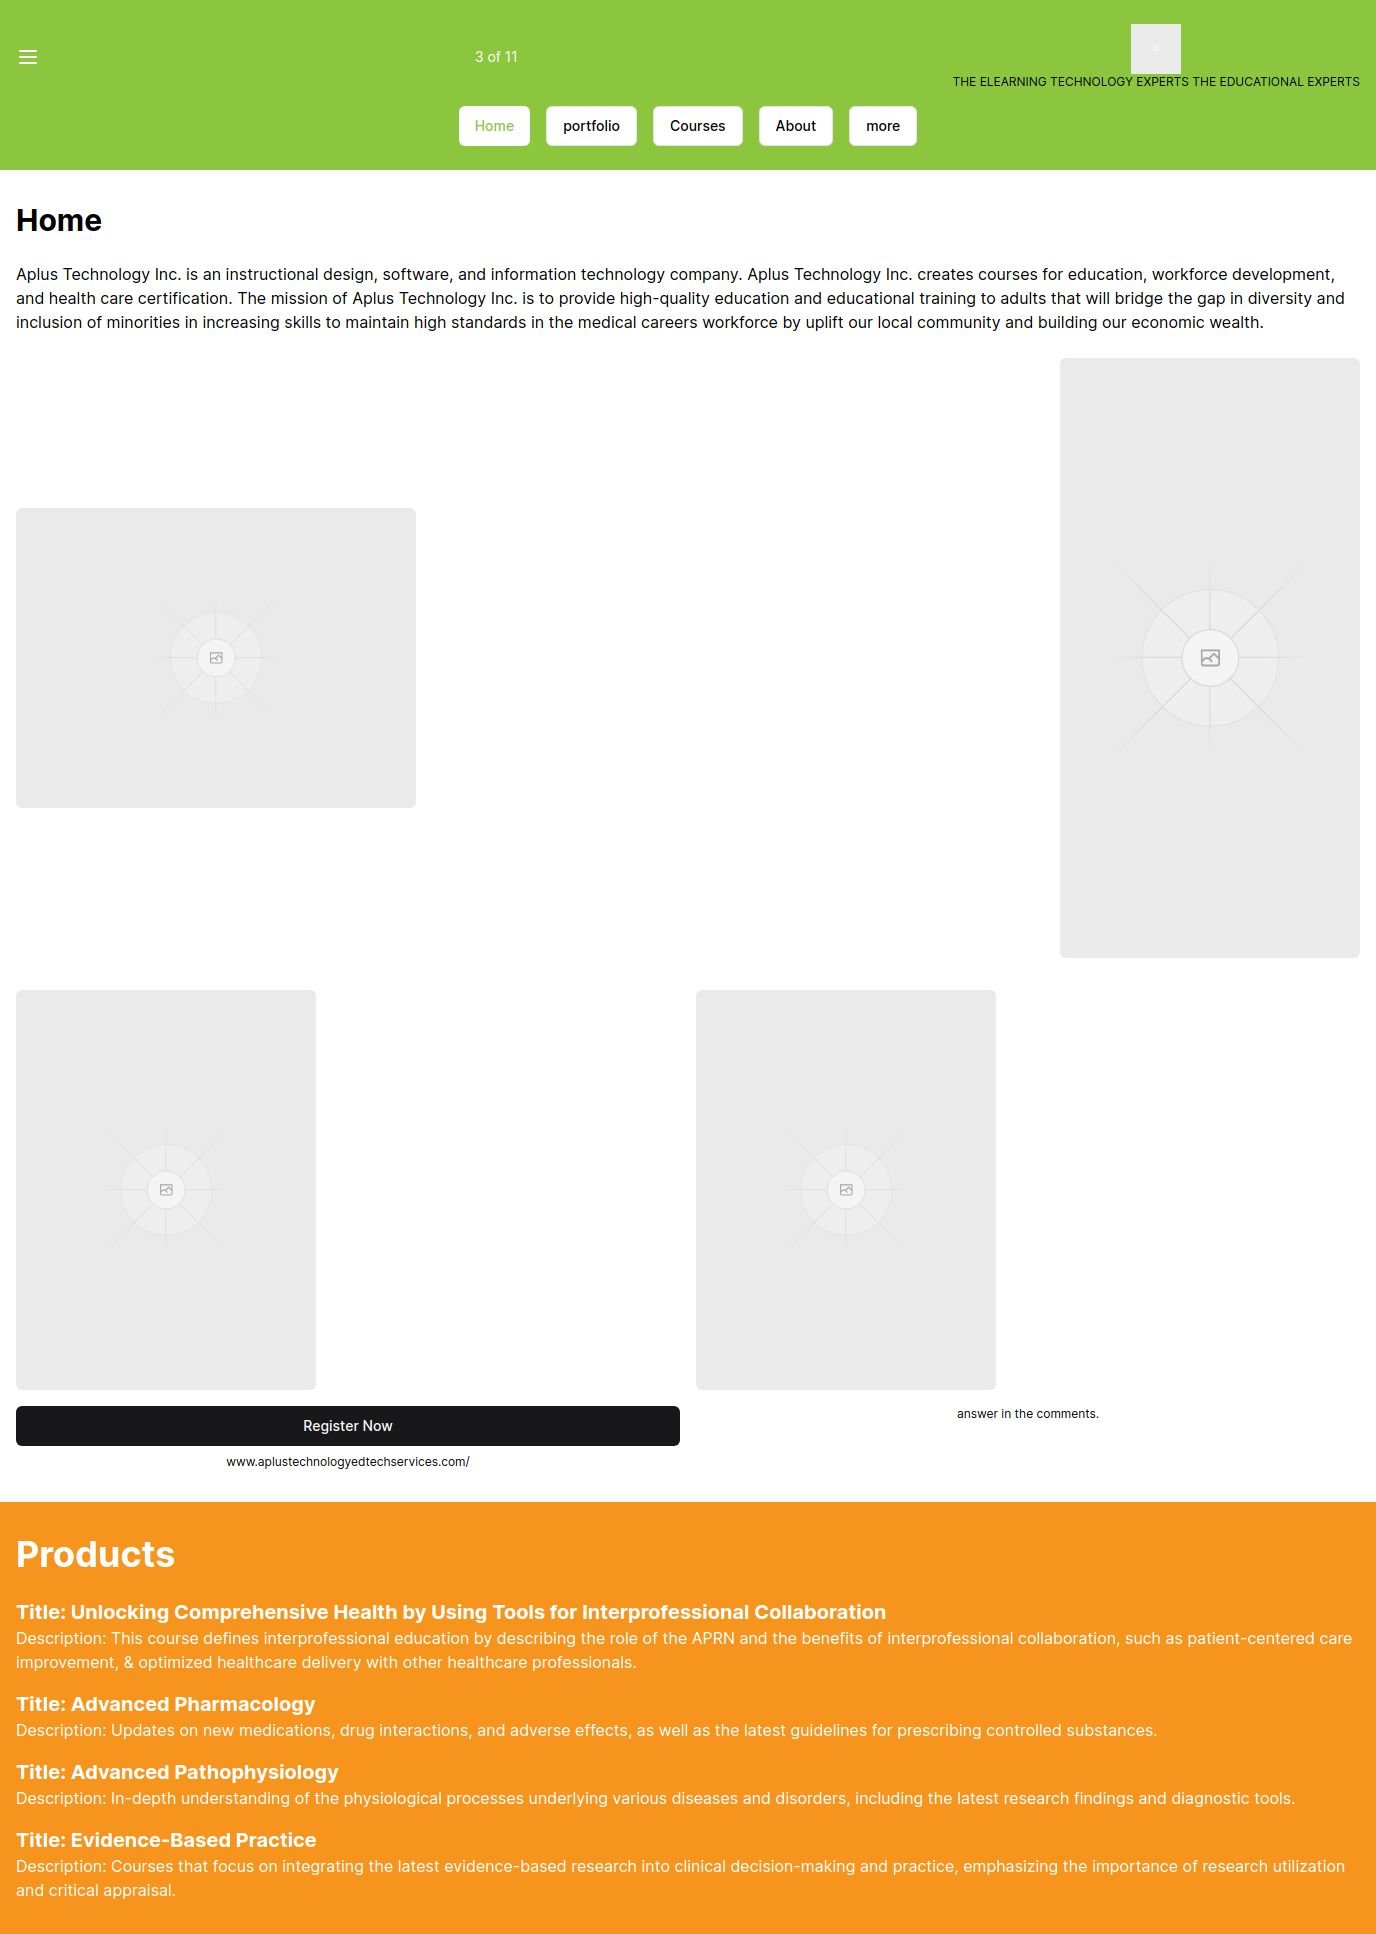 3 of 11
THE ELEARNING TECHNOLOGY EXPERTS THE EDUCATIONAL EXPERTS
Home
portfolio
Courses
About
more
Home
Aplus Technology Inc. is an instructional design, software, and information technology company. Aplus Technology Inc. creates courses for education, workforce development,
and health care certification. The mission of Aplus Technology Inc. is to provide high-quality education and educational training to adults that will bridge the gap in diversity and
inclusion of minorities in increasing skills to maintain high standards in the medical careers workforce by uplift our local community and building our economic wealth.
Register Now
www.aplustechnologyedtechservices.com/
answer in the comments.
Products
Title: Unlocking Comprehensive Health by Using Tools for Interprofessional Collaboration
Description: This course defines interprofessional education by describing the role of the APRN and the benefits of interprofessional collaboration, such as patient-centered care
improvement, & optimized healthcare delivery with other healthcare professionals.
Title: Advanced Pharmacology
Description: Updates on new medications, drug interactions, and adverse effects, as well as the latest guidelines for prescribing controlled substances.
Title: Advanced Pathophysiology
Description: In-depth understanding of the physiological processes underlying various diseases and disorders, including the latest research findings and diagnostic tools.
Title: Evidence-Based Practice
Description: Courses that focus on integrating the latest evidence-based research into clinical decision-making and practice, emphasizing the importance of research utilization
and critical appraisal.